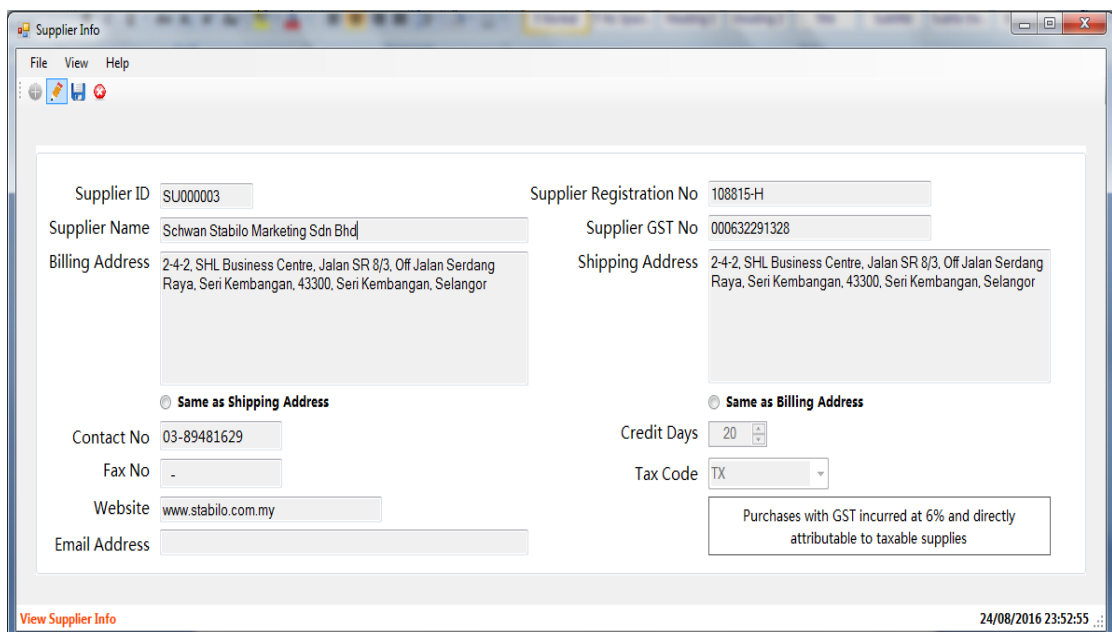 Supplier Info
File View Help
Supplier ID SU000003
Supplier Registration No 108815-H
Supplier Name Schwan Stabilo Marketing Sdn Bhd
Supplier GST No 000632291328
Billing Address 2-4-2, SHL Business Centre, Jalan SR 8/3, Off Jalan Serdang
Raya, Seri Kembangan, 43300, Seri Kembangan, Selangor
Shipping Address 2-4-2, SHL Business Centre, Jalan SR 8/3, Off Jalan Serdang
Raya, Seri Kembangan, 43300, Seri Kembangan, Selangor
Same as Shipping Address
Same as Billing Address
Contact No 03-89481629
Credit Days 20
Fax No -
Tax Code TX
Website www.stabilo.com.my
Purchases with GST incurred at 6% and directly
attributable to taxable supplies
Email Address
View Supplier Info
24/08/2016 23:52:55